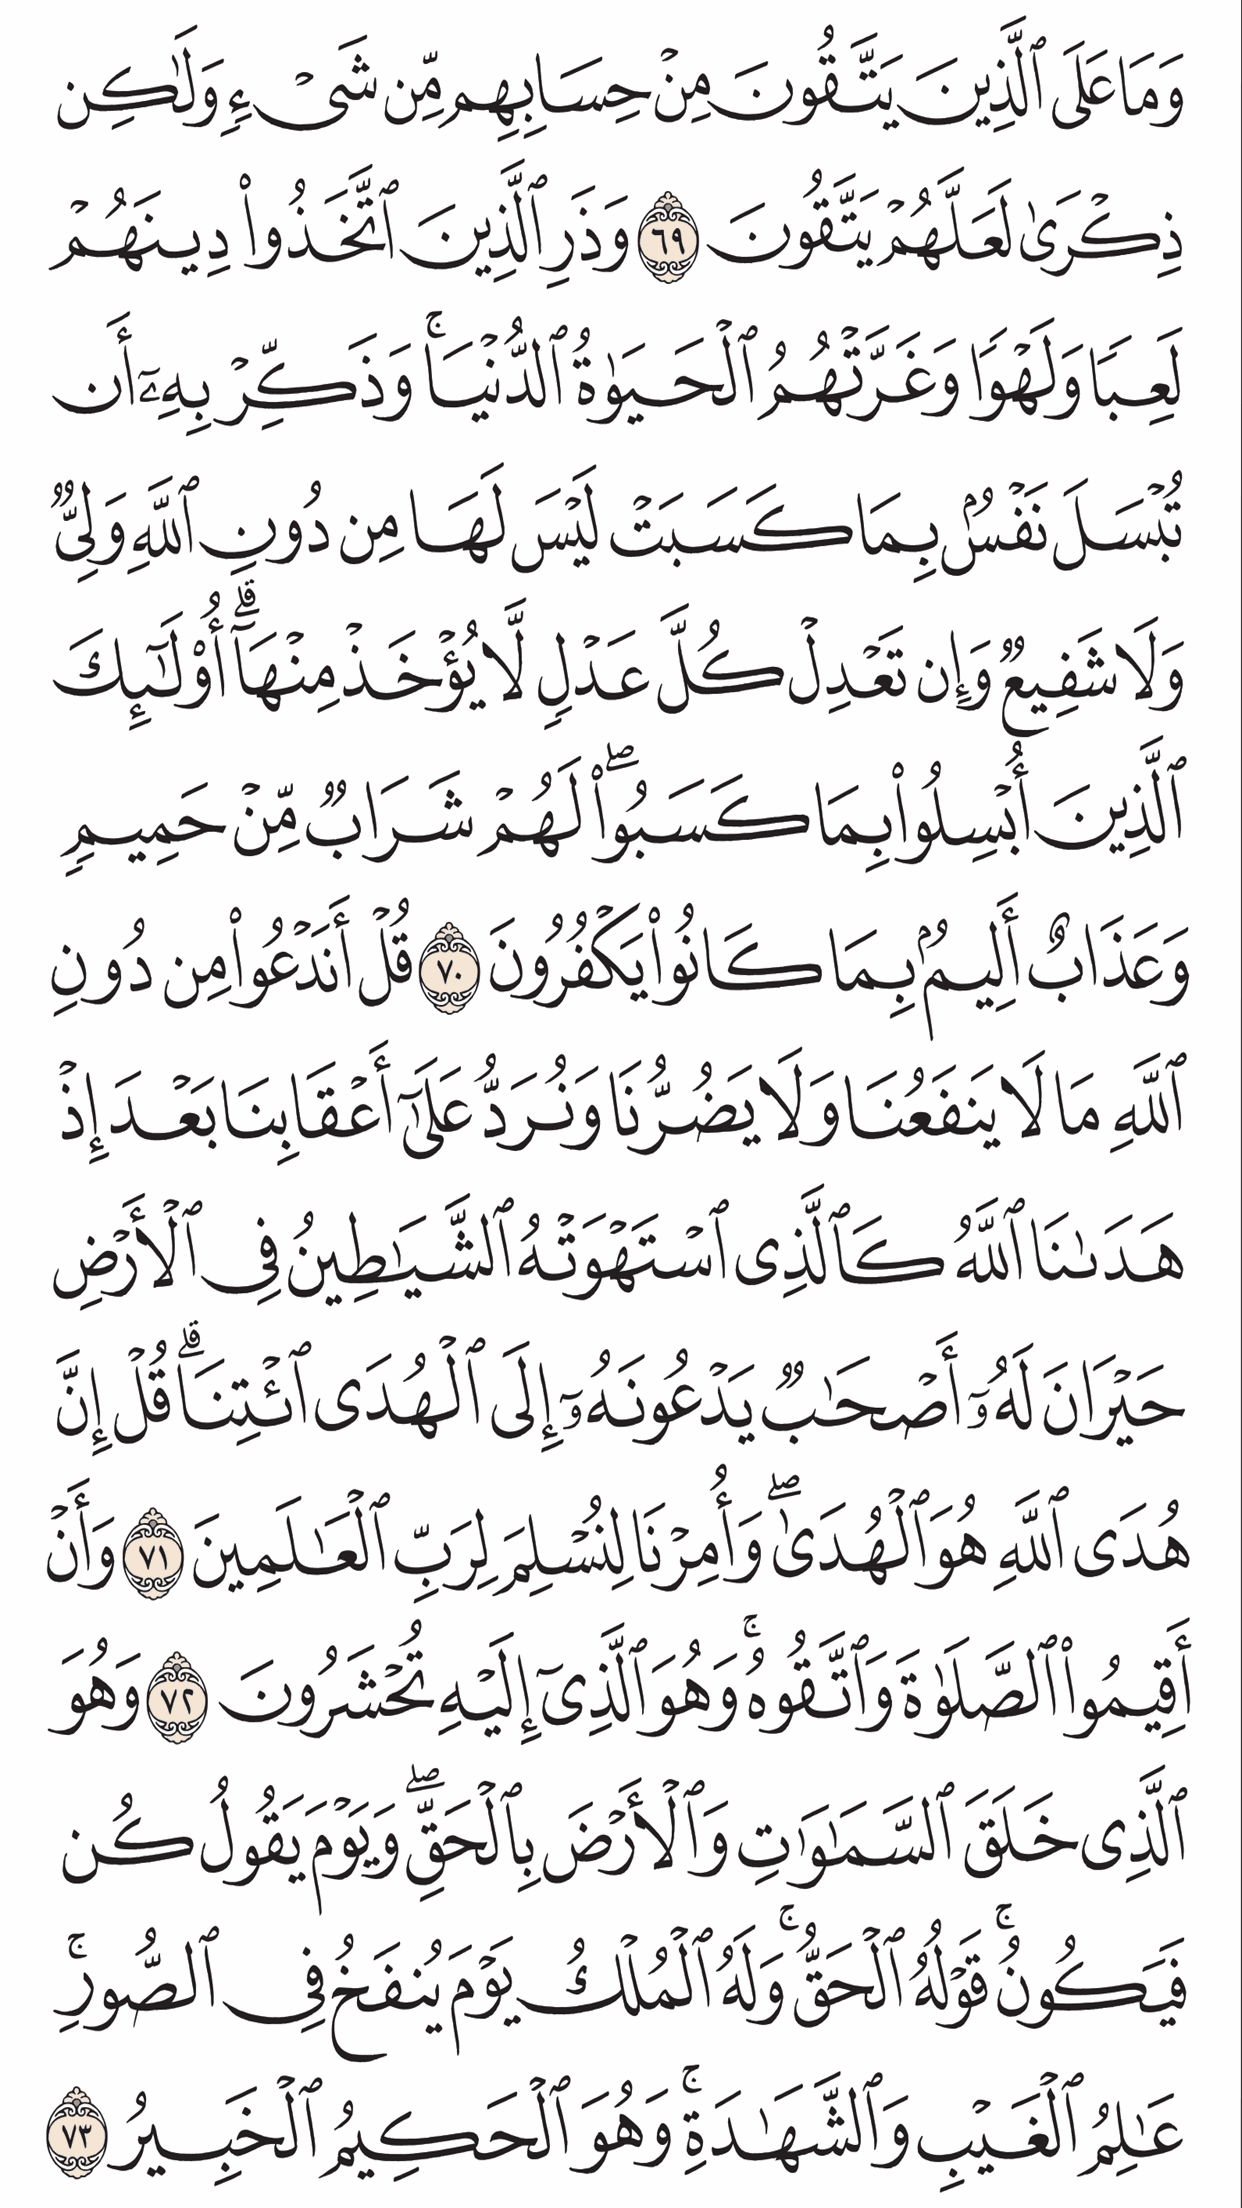 وَمَا عَلَى ٱلَّذِينَ يَتَّقُونَ مِنْ حِسَابِهِم مِّن شَىْءٍ وَلَٰكِن
ذِكْرَىٰ لَعَلَّهُمْ يَتَّقُونَ ٦٩ وَذَرِ ٱلَّذِينَ ٱتَّخَذُوا۟ دِينَهُمْ
لَعِبًا وَلَهْوًا وَغَرَّتْهُمُ ٱلْحَيَوٰةُ ٱلدُّنْيَا ۚ وَذَكِّرْ بِهِۦٓ أَن
تُبْسَلَ نَفْسٌۢ بِمَا كَسَبَتْ لَيْسَ لَهَا مِن دُونِ ٱللَّهِ وَلِىٌّ
وَلَا شَفِيعٌ وَإِن تَعْدِلْ كُلَّ عَدْلٍ لَّا يُؤْخَذْ مِنْهَآ ۗ أُو۟لَٰٓئِكَ
ٱلَّذِينَ أُبْسِلُوا۟ بِمَا كَسَبُوا۟ ۖ لَهُمْ شَرَابٌ مِّنْ حَمِيمٍ
وَعَذَابٌ أَلِيمٌۢ بِمَا كَانُوا۟ يَكْفُرُونَ ٧٠ قُلْ أَنَدْعُوا۟ مِن دُونِ
ٱللَّهِ مَا لَا يَنفَعُنَا وَلَا يَضُرُّنَا وَنُرَدُّ عَلَىٰٓ أَعْقَابِنَا بَعْدَ إِذْ
هَدَىٰنَا ٱللَّهُ كَٱلَّذِى ٱسْتَهْوَتْهُ ٱلشَّيَٰطِينُ فِى ٱلْأَرْضِ
حَيْرَانَ لَهُۥٓ أَصْحَٰبٌ يَدْعُونَهُۥٓ إِلَى ٱلْهُدَى ٱئْتِنَا ۗ قُلْ إِنَّ
هُدَى ٱللَّهِ هُوَ ٱلْهُدَىٰ ۖ وَأُمِرْنَا لِنُسْلِمَ لِرَبِّ ٱلْعَٰلَمِينَ ٧١ وَأَنْ
أَقِيمُوا۟ ٱلصَّلَوٰةَ وَٱتَّقُوهُ ۚ وَهُوَ ٱلَّذِىٓ إِلَيْهِ تُحْشَرُونَ ٧٢ وَهُوَ
ٱلَّذِى خَلَقَ ٱلسَّمَٰوَٰتِ وَٱلْأَرْضَ بِٱلْحَقِّ ۖ وَيَوْمَ يَقُولُ كُن
فَيَكُونُ ۚ قَوْلُهُ ٱلْحَقُّ ۚ وَلَهُ ٱلْمُلْكُ يَوْمَ يُنفَخُ فِى ٱلصُّورِ ۚ
عَٰلِمُ ٱلْغَيْبِ وَٱلشَّهَٰدَةِ ۚ وَهُوَ ٱلْحَكِيمُ ٱلْخَبِيرُ ٧٣